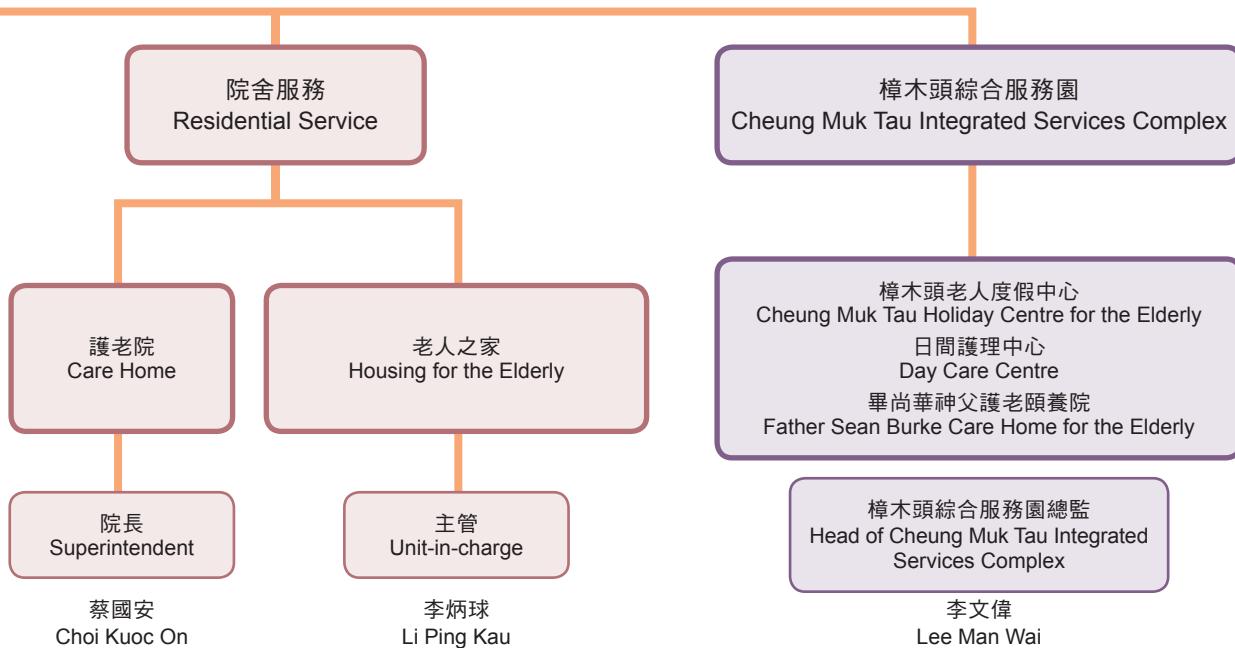 院舍服務
Residential Service
樟木頭綜合服務園
Cheung Muk Tau Integrated Services Complex
護老院
Care Home
老人之家
Housing for the Elderly
樟木頭老人度假中心
Cheung Muk Tau Holiday Centre for the Elderly
日間護理中心
Day Care Centre
畢尚華神父護老頤養院
Father Sean Burke Care Home for the Elderly
院長
Superintendent
主管
Unit-in-charge
樟木頭綜合服務園總監
Head of Cheung Muk Tau Integrated
Services Complex
蔡國安
Choi Kuoc On
李炳球
Li Ping Kau
李文偉
Lee Man Wai